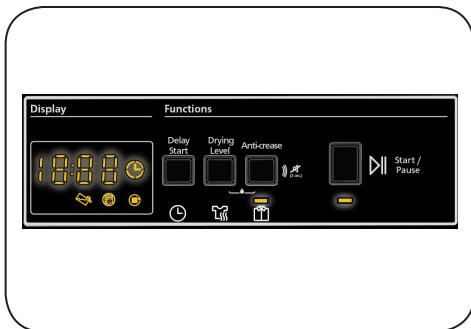 Display
Functions
Delay
Start
Drying
Level
Anti-crease
(3 sec.)
Start /
Pause
18:88